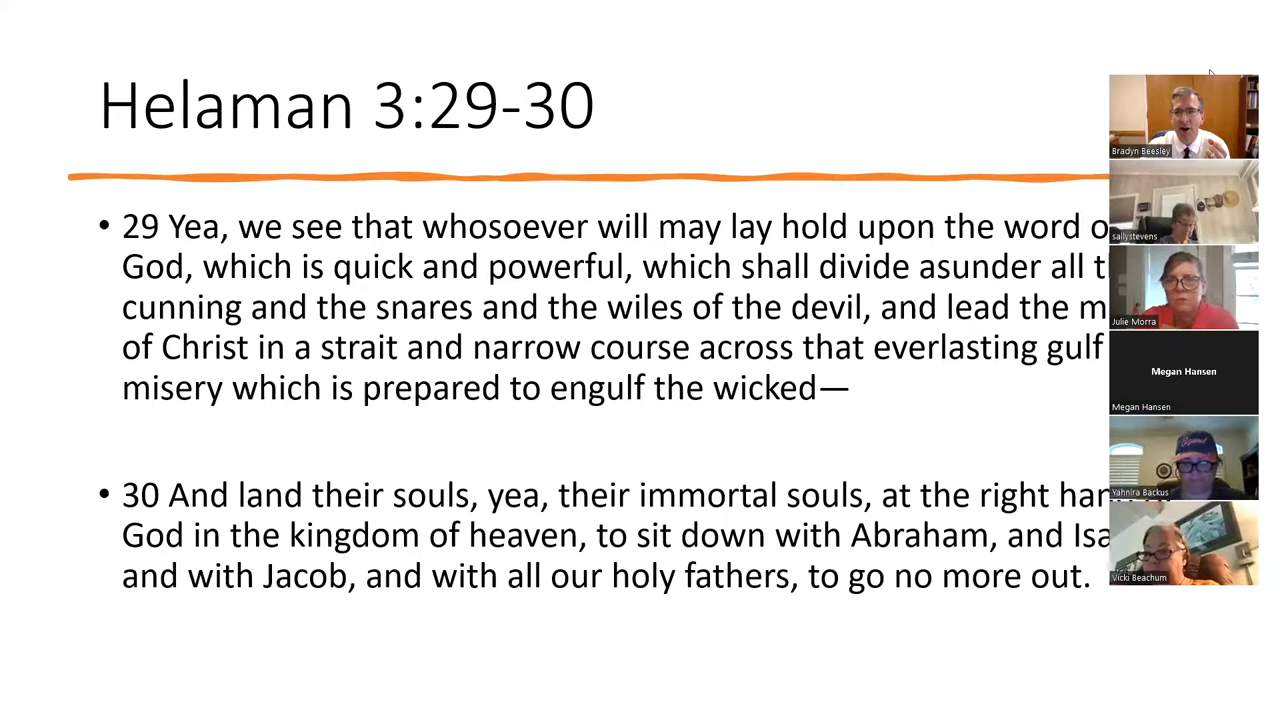 Helaman 3:29-30
• 29 Yea, we see that whosoever will may lay hold upon the word
God, which is quick and powerful, which shall divide asunder all
cunning and the snares and the wiles of the devil, and lead the
of Christ in a strait and narrow course across that everlasting gulf
misery which is prepared to engulf the wicked—
• 30 And land their souls, yea, their immortal souls, at the right
God in the kingdom of heaven, to sit down with Abraham, and
and with Jacob, and with all our holy fathers, to go no more out.
Bradyn Beesley
sallystevens
Julie Morra
Megan Hansen
Megan Hansen
Yahnira Backus
Vicki Beachum